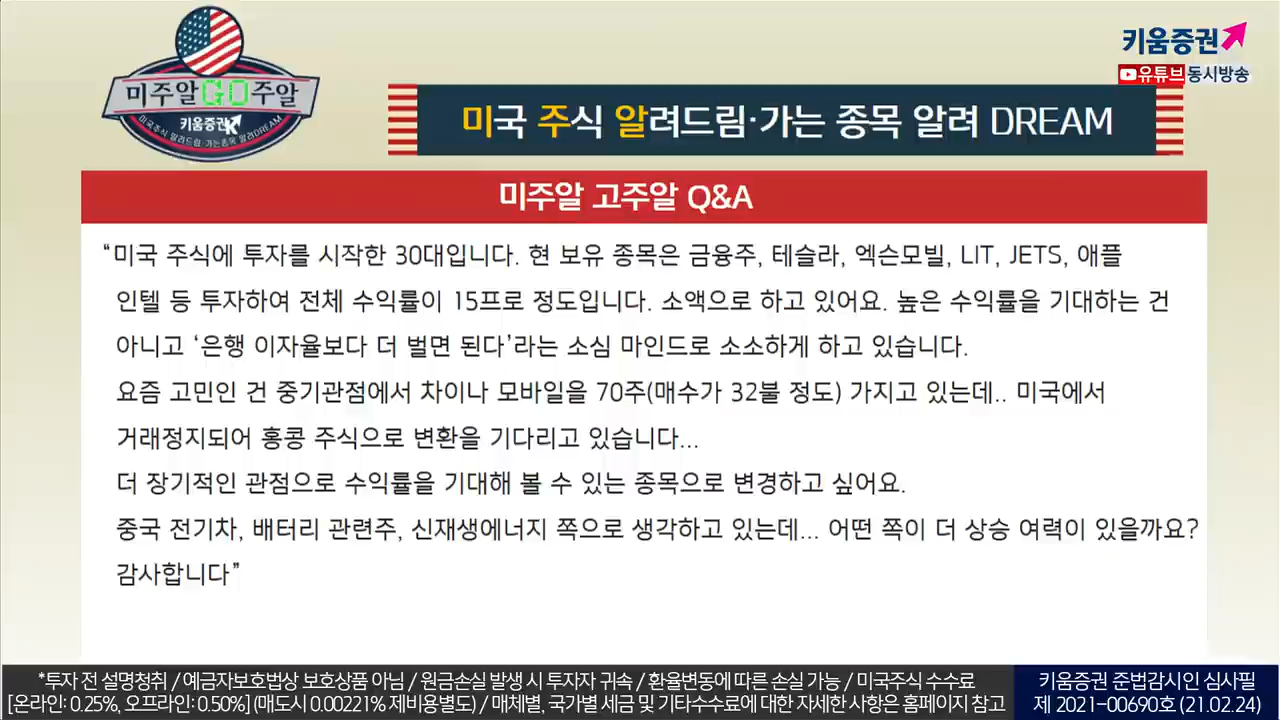 미주알GO주알
키움증권
미국주식 알려드림·가는종목 알려DREAM
키움증권
유튜브동시방송
미국 주식 알려드림·가는 종목 알려 DREAM
미주알 고주알 Q&A
“미국 주식에 투자를 시작한 30대입니다. 현 보유 종목은 금융주, 테슬라, 엑슨모빌, LIT, JETS, 애플
인텔 등 투자하여 전체 수익률이 15프로 정도입니다. 소액으로 하고 있어요. 높은 수익률을 기대하는 건
아니고 ‘은행 이자율보다 더 벌면 된다’라는 소심 마인드로 소소하게 하고 있습니다.
요즘 고민인 건 중기관점에서 차이나 모바일을 70주(매수가 32불 정도) 가지고 있는데.. 미국에서
거래정지되어 홍콩 주식으로 변환을 기다리고 있습니다...
더 장기적인 관점으로 수익률을 기대해 볼 수 있는 종목으로 변경하고 싶어요.
중국 전기차, 배터리 관련주, 신재생에너지 쪽으로 생각하고 있는데... 어떤 쪽이 더 상승 여력이 있을까요?
감사합니다”
*투자 전 설명청취 / 예금자보호법상 보호상품 아님 / 원금손실 발생 시 투자자 귀속 / 환율변동에 따른 손실 가능 / 미국주식 수수료
[온라인: 0.25%, 오프라인: 0.50%] (매도시 0.00221% 제비용별도) / 매체별, 국가별 세금 및 기타수수료에 대한 자세한 사항은 홈페이지 참고
키움증권 준법감시인 심사필
제 2021-00690호 (21.02.24)